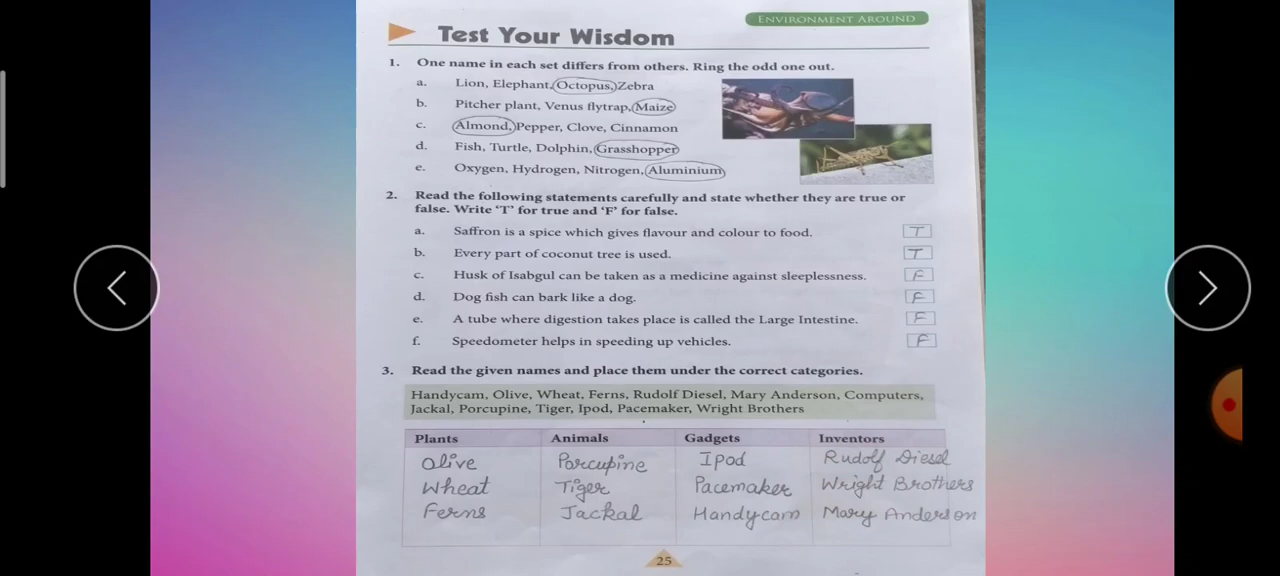 ENVIRONMENT AROUND
Test Your Wisdom
1. One name in each set differs from others. Ring the odd one out.
a. Lion, Elephant, Octopus, Zebra
b. Pitcher plant, Venus flytrap, Maize
c. Almond, Pepper, Clove, Cinnamon
d. Fish, Turtle, Dolphin, Grasshopper
e. Oxygen, Hydrogen, Nitrogen, Aluminium
2. Read the following statements carefully and state whether they are true or
false. Write 'T' for true and 'F' for false.
a. Saffron is a spice which gives flavour and colour to food. T
b. Every part of coconut tree is used. T
c. Husk of Isabgul can be taken as a medicine against sleeplessness. F
d. Dog fish can bark like a dog. F
e. A tube where digestion takes place is called the Large Intestine. F
f. Speedometer helps in speeding up vehicles. F
3. Read the given names and place them under the correct categories.
Handycam, Olive, Wheat, Ferns, Rudolf Diesel, Mary Anderson, Computers,
Jackal, Porcupine, Tiger, Ipod, Pacemaker, Wright Brothers
Plants Animals Gadgets Inventors
Olive Porcupine Ipod Rudolf Diesel
Wheat Tiger Pacemaker Wright Brothers
Ferns Jackal Handycam Mary Anderson
25